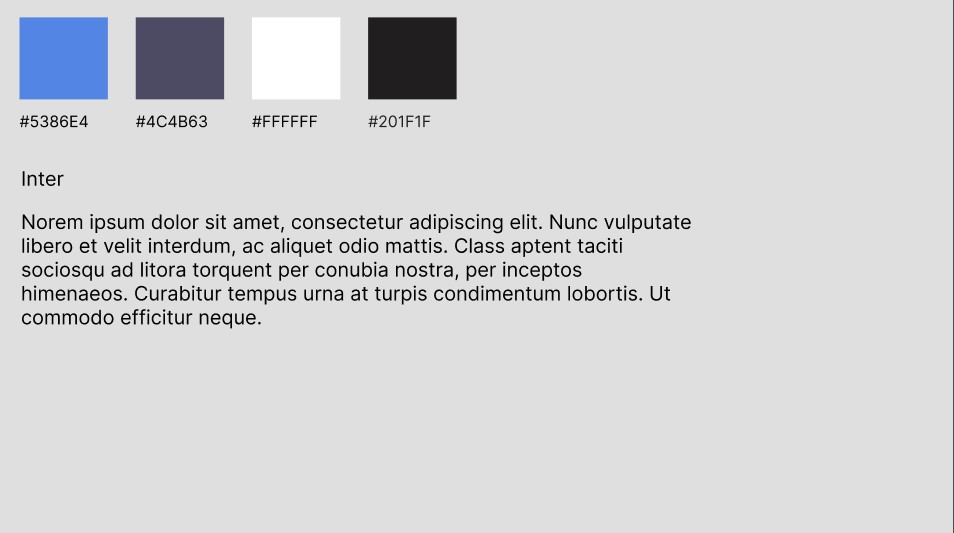 #5386E4 #4C4B63 #FFFFFF #201F1F
Inter
Norem ipsum dolor sit amet, consectetur adipiscing elit. Nunc vulputate
libero et velit interdum, ac aliquet odio mattis. Class aptent taciti
sociosqu ad litora torquent per conubia nostra, per inceptos
himenaeos. Curabitur tempus urna at turpis condimentum lobortis. Ut
commodo efficitur neque.